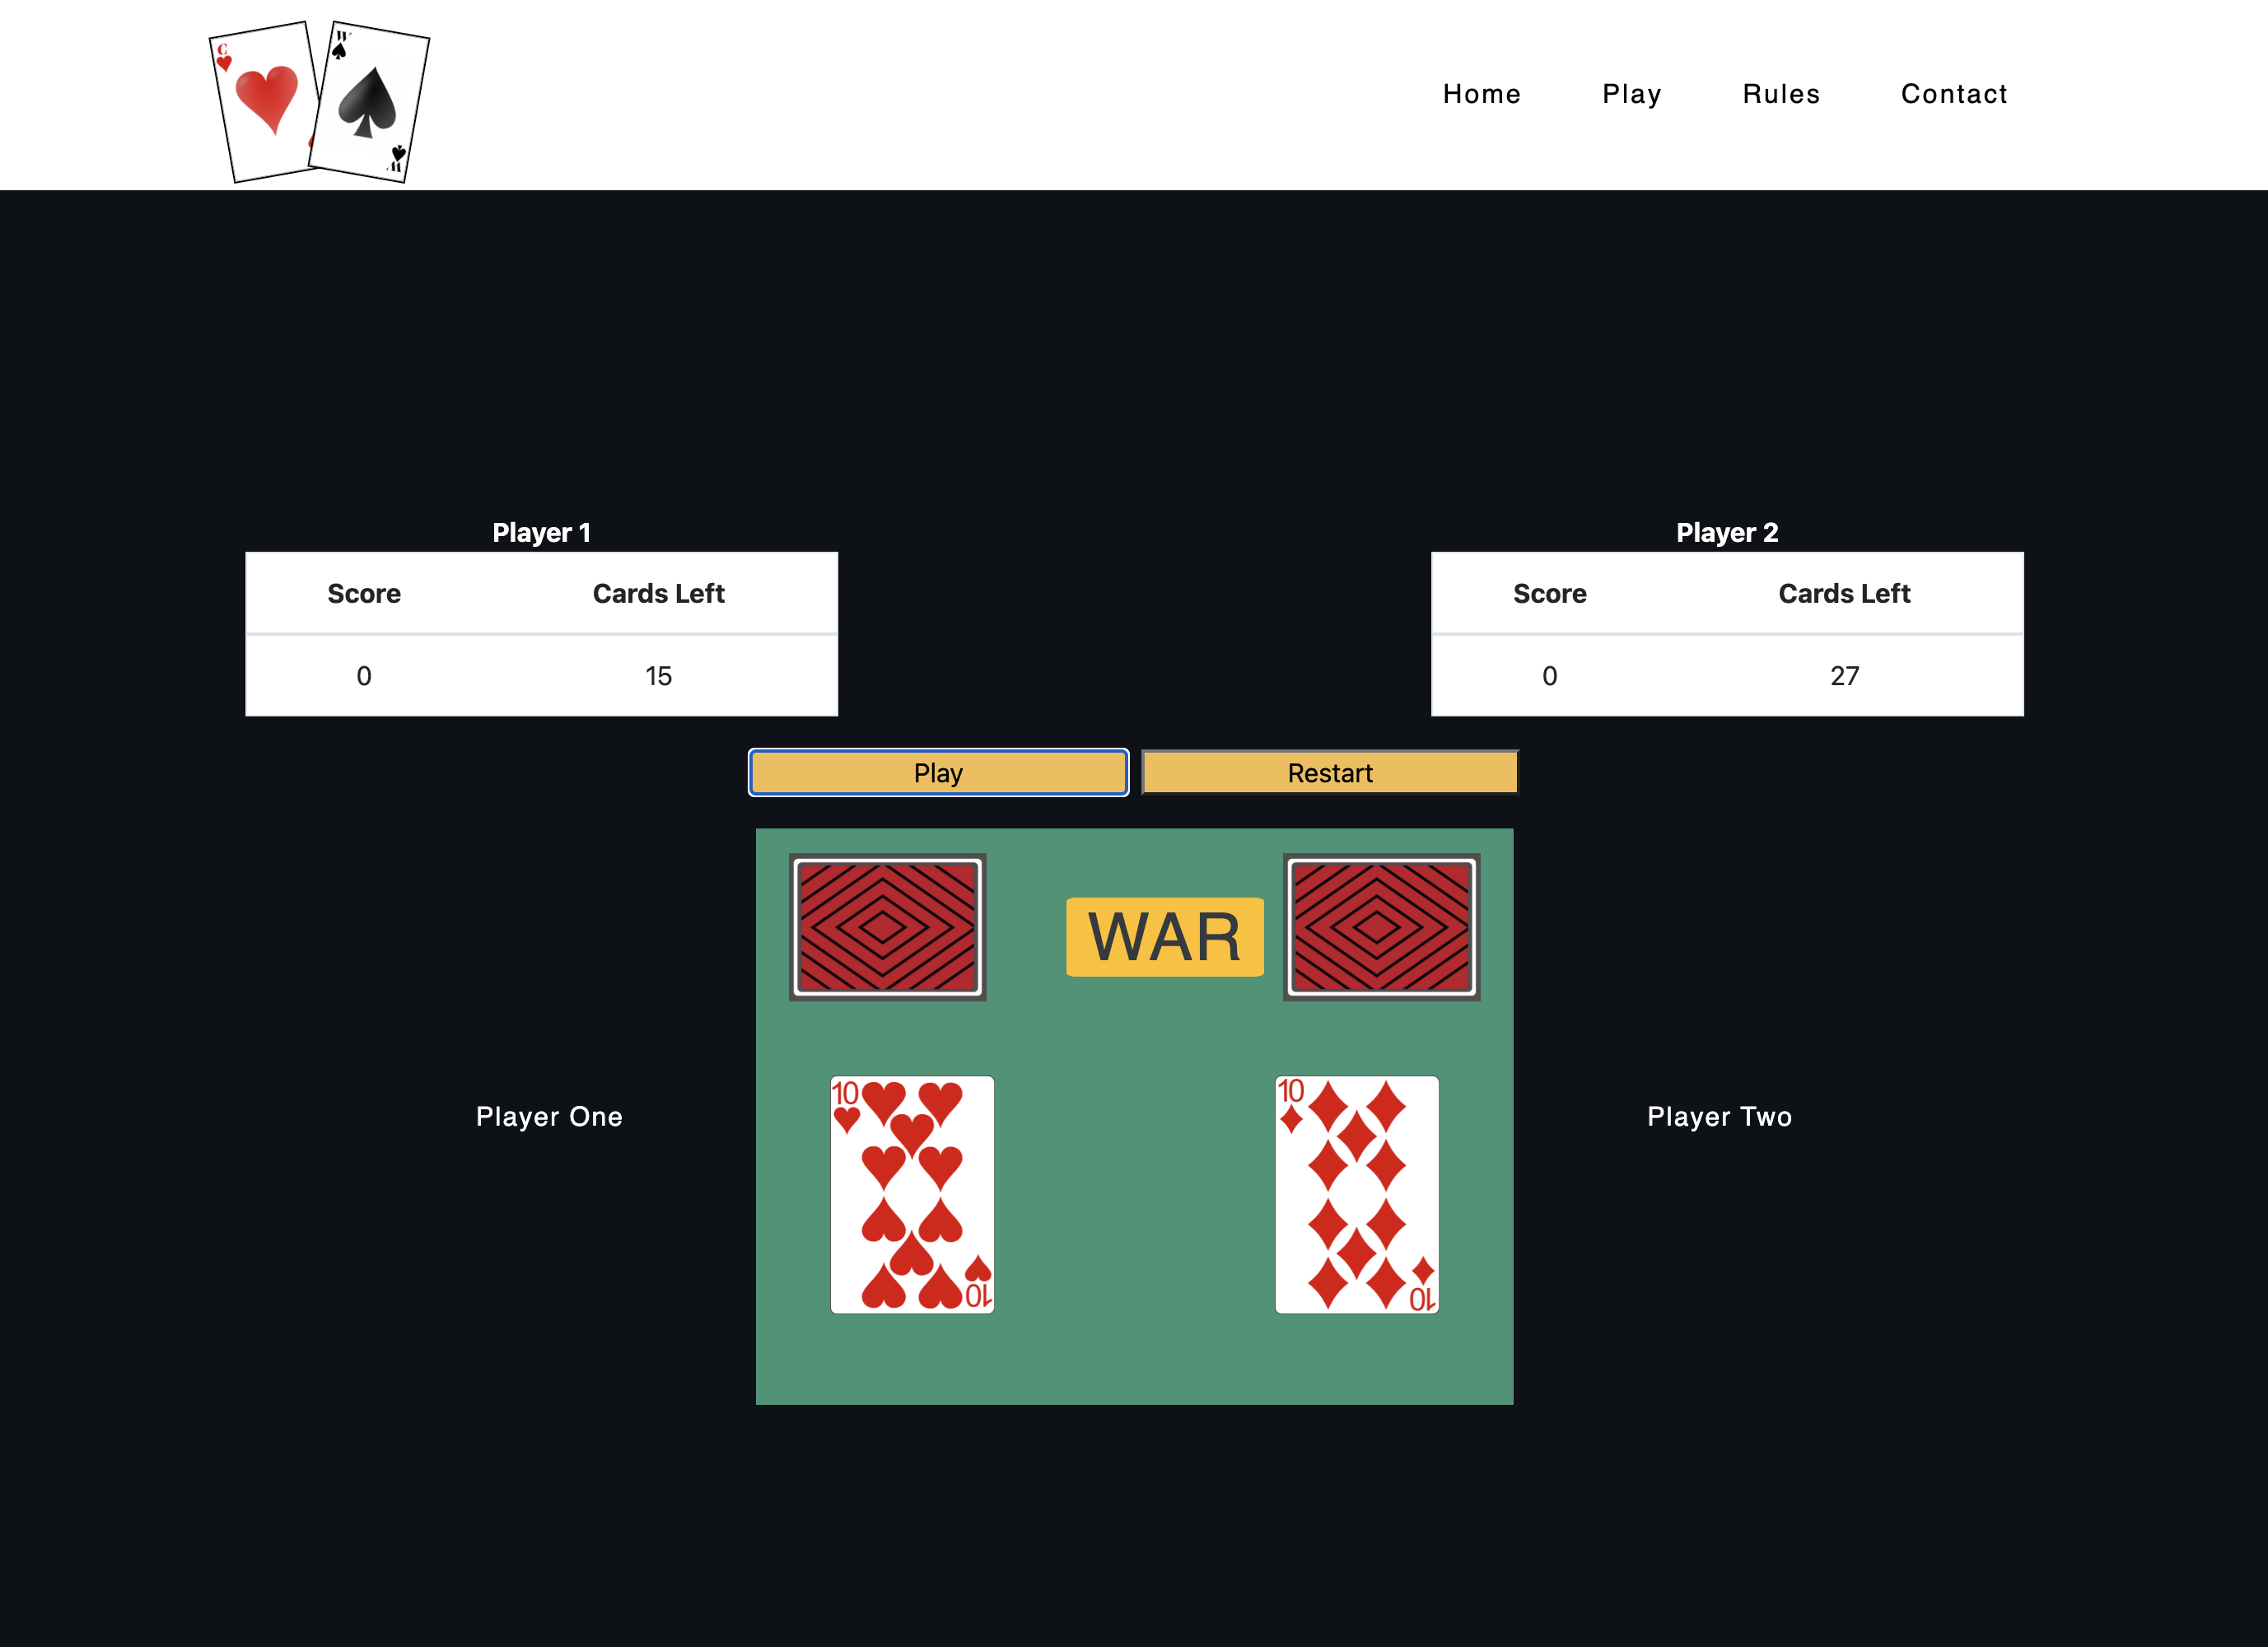 C
W
W
Home Play Rules Contact
Player 1
Score Cards Left
0 15
Player 2
Score Cards Left
0 27
Play Restart
WAR
10
10
Player One
Player Two
10
10